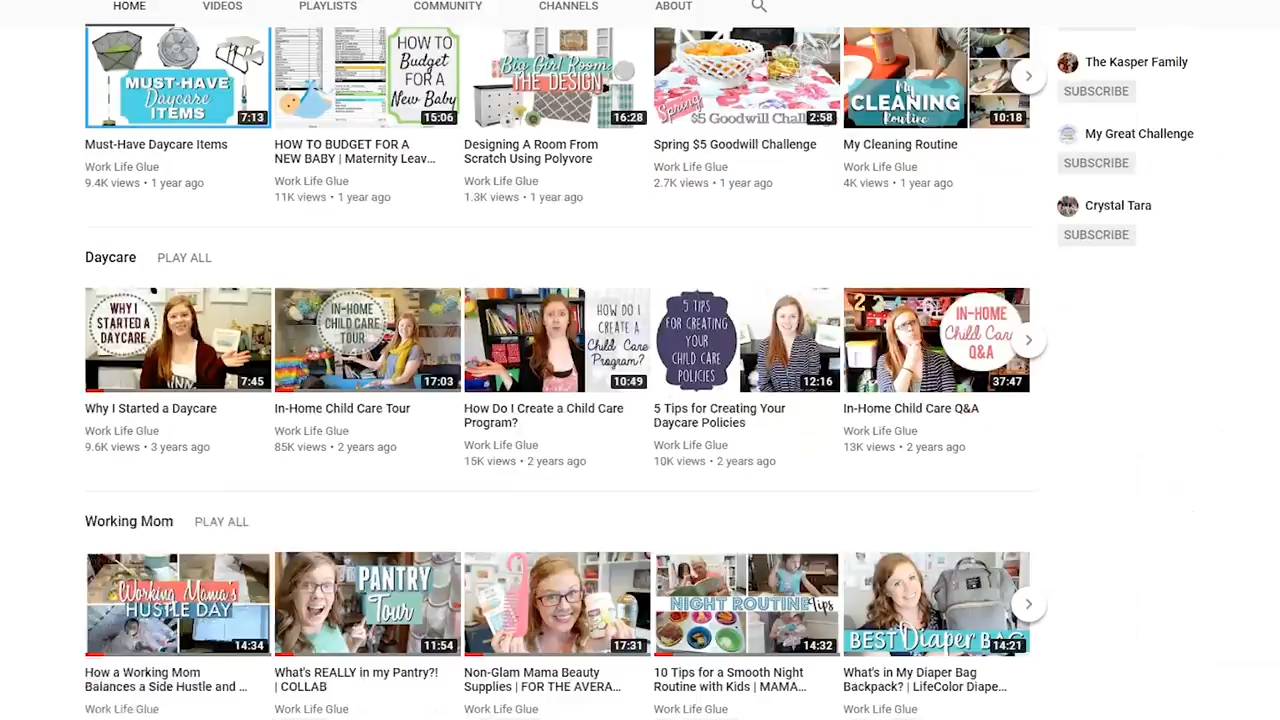 HOME VIDEOS PLAYLISTS COMMUNITY CHANNELS ABOUT
MUST-HAVE
Daycare
ITEMS
7:13
HOW TO
Budget
FOR A
New Baby
15:06
Big Girl Room:
THE DESIGN
16:28
Spring
$5 Goodwill Chall
2:58
My
CLEANING
Routine
10:18
Must-Have Daycare Items
Work Life Glue
9.4K views • 1 year ago
HOW TO BUDGET FOR A
NEW BABY | Maternity Leav...
Work Life Glue
11K views • 1 year ago
Designing A Room From
Scratch Using Polyvore
Work Life Glue
1.3K views • 1 year ago
Spring $5 Goodwill Challenge
Work Life Glue
2.7K views • 1 year ago
My Cleaning Routine
Work Life Glue
4K views • 1 year ago
The Kasper Family
SUBSCRIBE
My Great Challenge
SUBSCRIBE
Crystal Tara
SUBSCRIBE
Daycare PLAY ALL
WHY I
STARTED A
DAYCARE
7:45
IN-HOME
CHILD CARE
TOUR
17:03
HOW DO I
CREATE A
Child Care
Program?
10:49
5 TIPS
FOR CREATING
YOUR
CHILD CARE
POLICIES
12:16
IN-HOME
Child Car
Q&A
37:47
Why I Started a Daycare
Work Life Glue
9.6K views • 3 years ago
In-Home Child Care Tour
Work Life Glue
85K views • 2 years ago
How Do I Create a Child Care
Program?
Work Life Glue
15K views • 2 years ago
5 Tips for Creating Your
Daycare Policies
Work Life Glue
10K views • 2 years ago
In-Home Child Care Q&A
Work Life Glue
13K views • 2 years ago
Working Mom PLAY ALL
Working Mama's
HUSTLE DAY
14:34
PANTRY
Tour
11:54
17:31
NIGHT ROUTINE Tips
14:32
BEST Diaper BAG
14:21
How a Working Mom
Balances a Side Hustle and ...
Work Life Glue
What's REALLY in my Pantry?!
| COLLAB
Work Life Glue
Non-Glam Mama Beauty
Supplies | FOR THE AVERA...
Work Life Glue
10 Tips for a Smooth Night
Routine with Kids | MAMA...
Work Life Glue
What's in My Diaper Bag
Backpack? | LifeColor Diape...
Work Life Glue